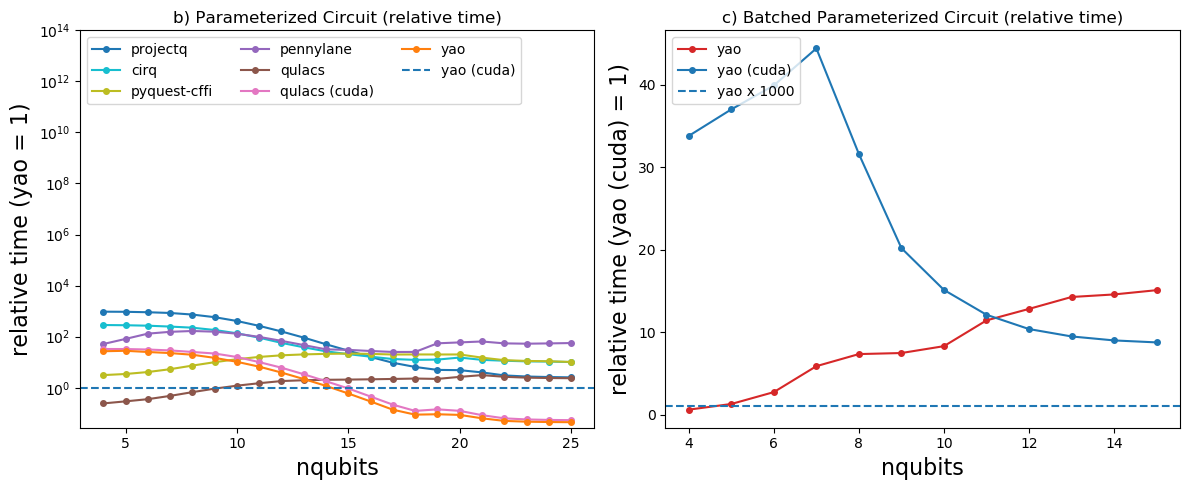 b) Parameterized Circuit (relative time)
relative time (yao = 1)
10^14
10^12
10^10
10^8
10^6
10^4
10^2
10^0
projectq
cirq
pyquest-cffi
pennylane
qulacs
qulacs (cuda)
yao
yao (cuda)
5
10
15
20
25
nqubits
c) Batched Parameterized Circuit (relative time)
relative time (yao (cuda) = 1)
40
30
20
10
0
yao
yao (cuda)
yao x 1000
4
6
8
10
12
14
nqubits